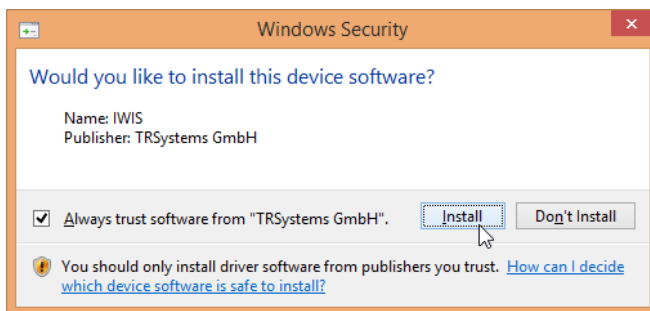 Windows Security
Would you like to install this device software?
Name: IWIS
Publisher: TRSystems GmbH
Always trust software from "TRSystems GmbH".
Install
Don't Install
You should only install driver software from publishers you trust. How can I decide
which device software is safe to install?